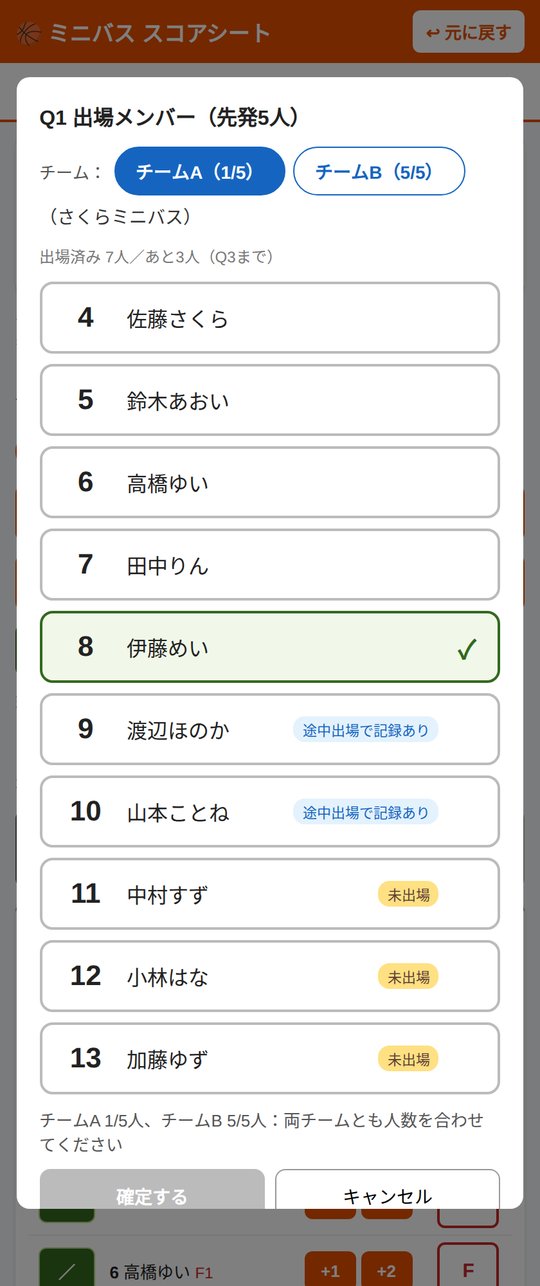 🏀 ミニバス スコアシート
↩ 元に戻す
Q1 出場メンバー（先発5人）
チーム：
チームA（1/5）
チームB（5/5）
（さくらミニバス）
出場済み 7人／あと3人（Q3まで）
4 佐藤さくら
5 鈴木あおい
6 高橋ゆい
7 田中りん
8 伊藤めい ✓
9 渡辺ほのか 途中出場で記録あり
10 山本ことね 途中出場で記録あり
11 中村すず 未出場
12 小林はな 未出場
13 加藤ゆず 未出場
チームA 1/5人、チームB 5/5人：両チームとも人数を合わせ
てください
確定する
キャンセル
／ 6 高橋ゆい F1 +1 +2 F